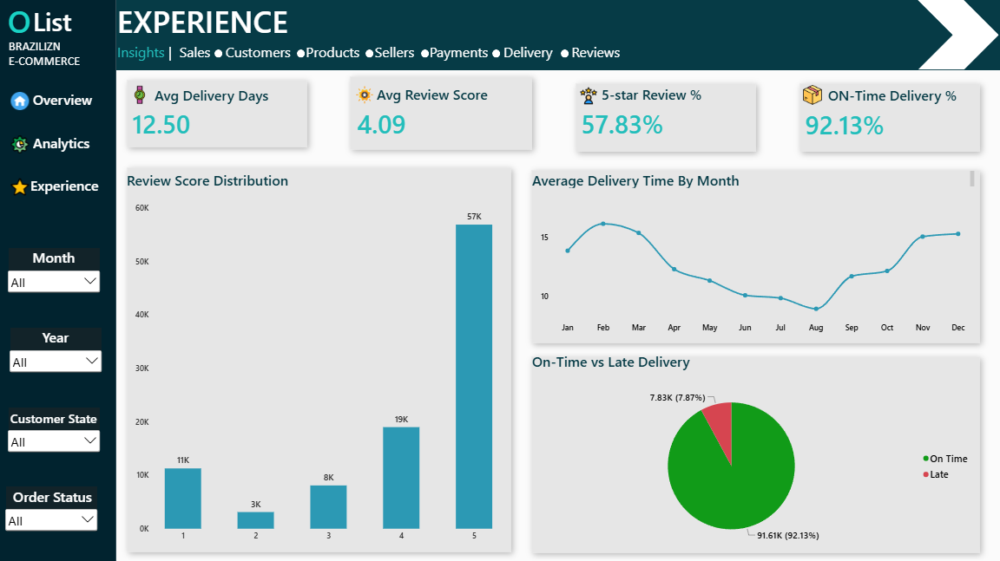 O List
BRAZILIZN
E-COMMERCE
Overview
Analytics
Experience
Month
All
Year
All
Customer State
All
Order Status
All
EXPERIENCE
Insights | Sales ● Customers ●Products ●Sellers ●Payments ● Delivery ● Reviews
Avg Delivery Days
12.50
Avg Review Score
4.09
5-star Review %
57.83%
ON-Time Delivery %
92.13%
Review Score Distribution
60K
50K
40K
30K
20K
10K
0K
11K
3K
8K
19K
57K
1 2 3 4 5
Average Delivery Time By Month
15
10
Jan Feb Mar Apr May Jun Jul Aug Sep Oct Nov Dec
On-Time vs Late Delivery
7.83K (7.87%)
91.61K (92.13%)
On Time
Late